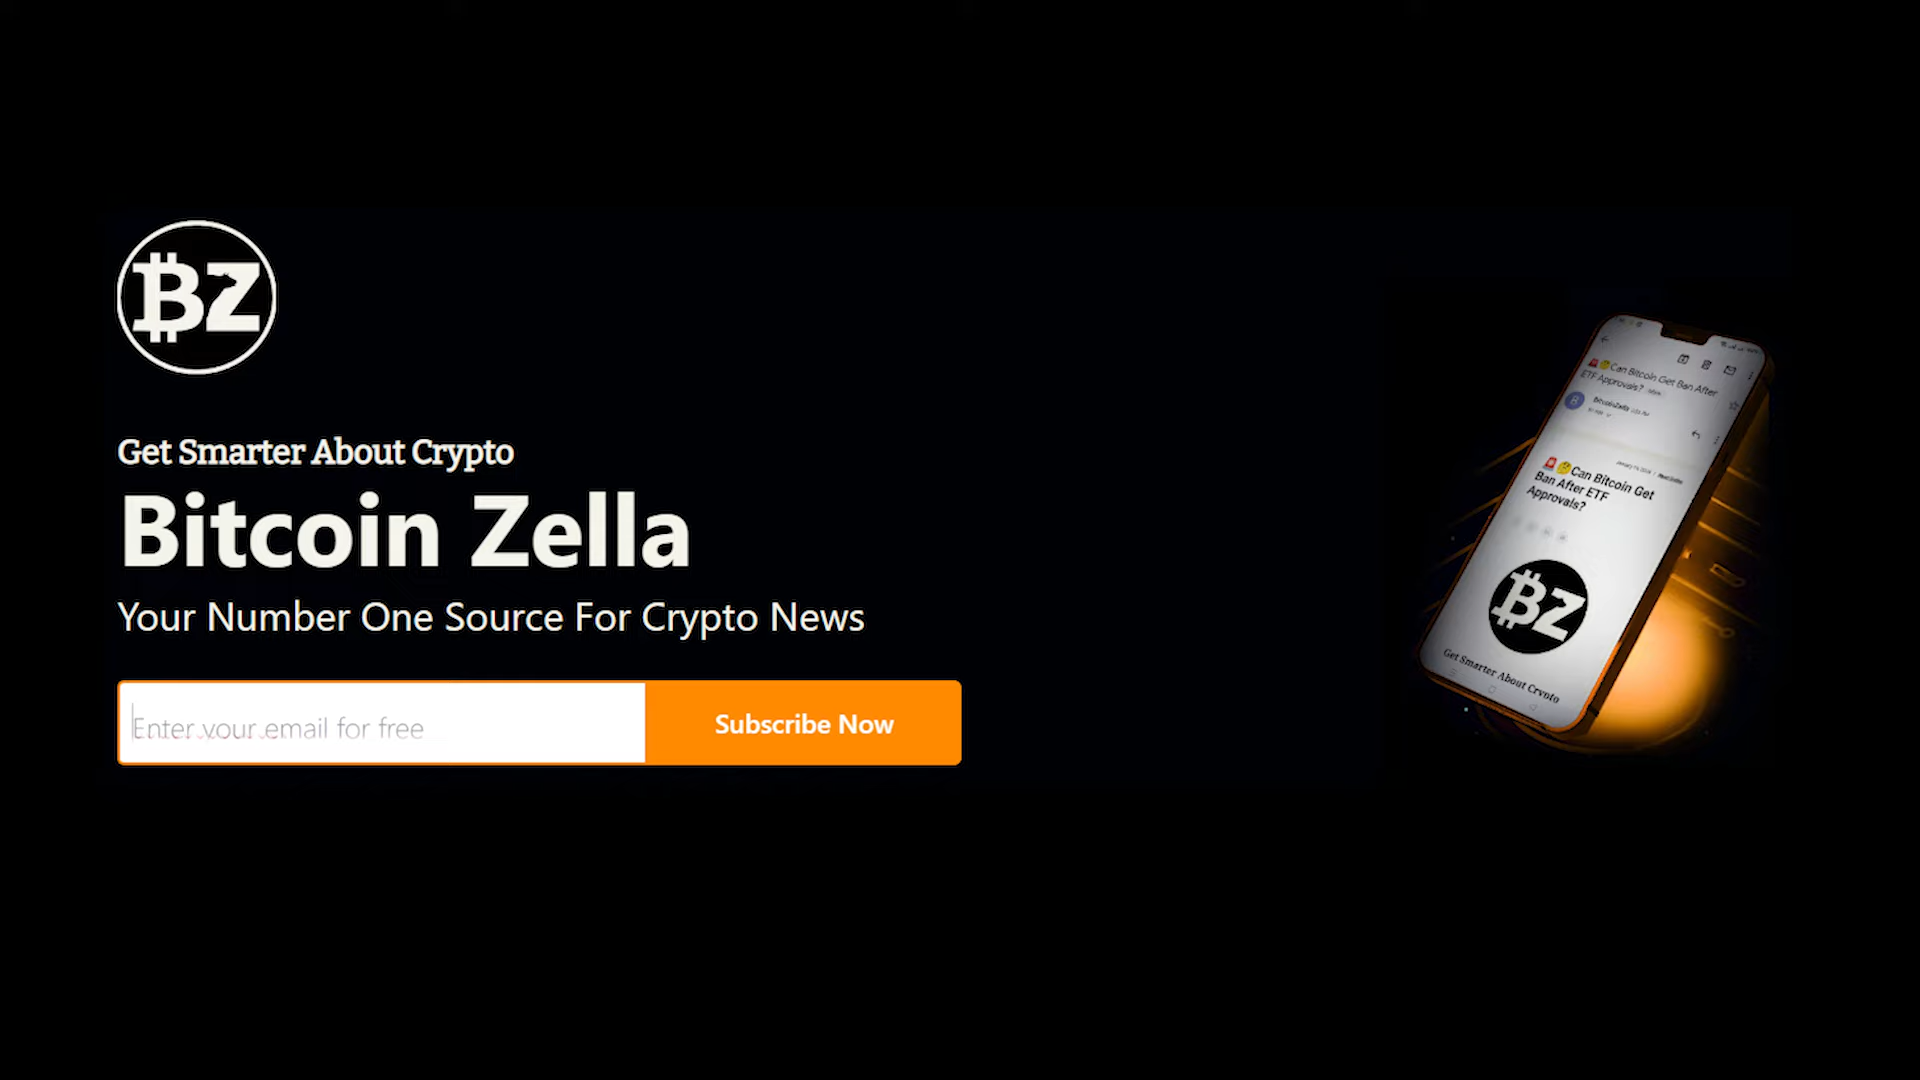 BZ
Get Smarter About Crypto
Bitcoin Zella
Your Number One Source For Crypto News
Enter your email for free
Subscribe Now
🚨🤔Can Bitcoin Get Ban After
ETF Approvals?
B
BitcoinZella
🚨🤔Can Bitcoin Get
Ban After ETF
Approvals?
BZ
Get Smarter About Crypto